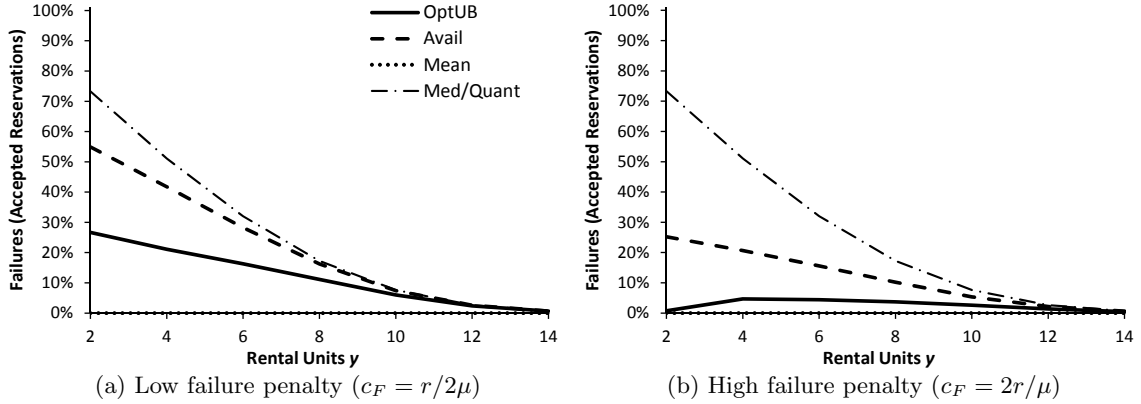 100%
90%
80%
70%
60%
50%
40%
30%
20%
10%
0%
Failures (Accepted Reservations)
OptUB
Avail
Mean
Med/Quant
2 4 6 8 10 12 14
Rental Units y
(a) Low failure penalty (c_F = r/2μ)
100%
90%
80%
70%
60%
50%
40%
30%
20%
10%
0%
Failures (Accepted Reservations)
2 4 6 8 10 12 14
Rental Units y
(b) High failure penalty (c_F = 2r/μ)